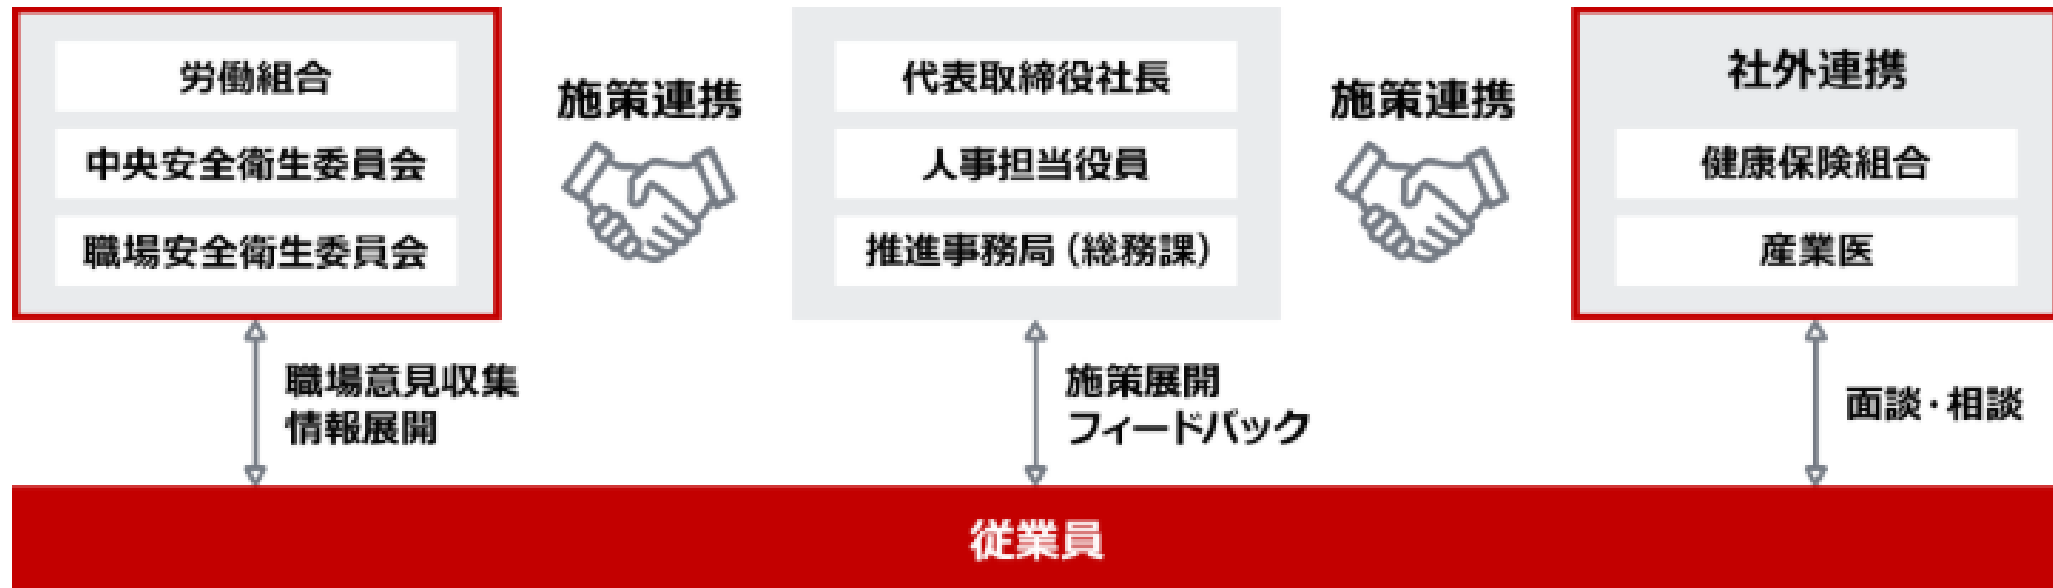 労働組合
中央安全衛生委員会
職場安全衛生委員会
施策連携
代表取締役社長
人事担当役員
推進事務局（総務課）
施策連携
社外連携
健康保険組合
産業医
職場意見収集
情報展開
施策展開
フィードバック
面談・相談
従業員